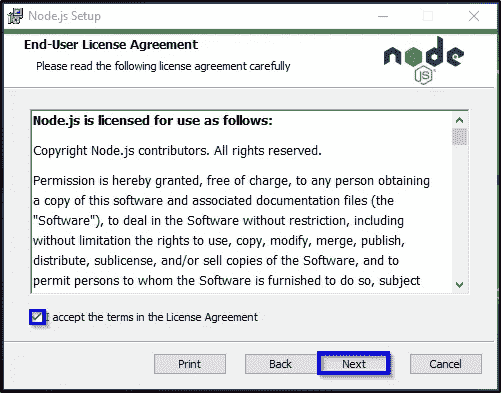 Node.js Setup
End-User License Agreement
Please read the following license agreement carefully
node
JS
Node.js is licensed for use as follows:
Copyright Node.js contributors. All rights reserved.
Permission is hereby granted, free of charge, to any person obtaining
a copy of this software and associated documentation files (the
"Software"), to deal in the Software without restriction, including
without limitation the rights to use, copy, modify, merge, publish,
distribute, sublicense, and/or sell copies of the Software, and to
permit persons to whom the Software is furnished to do so, subject
I accept the terms in the License Agreement
Print
Back
Next
Cancel